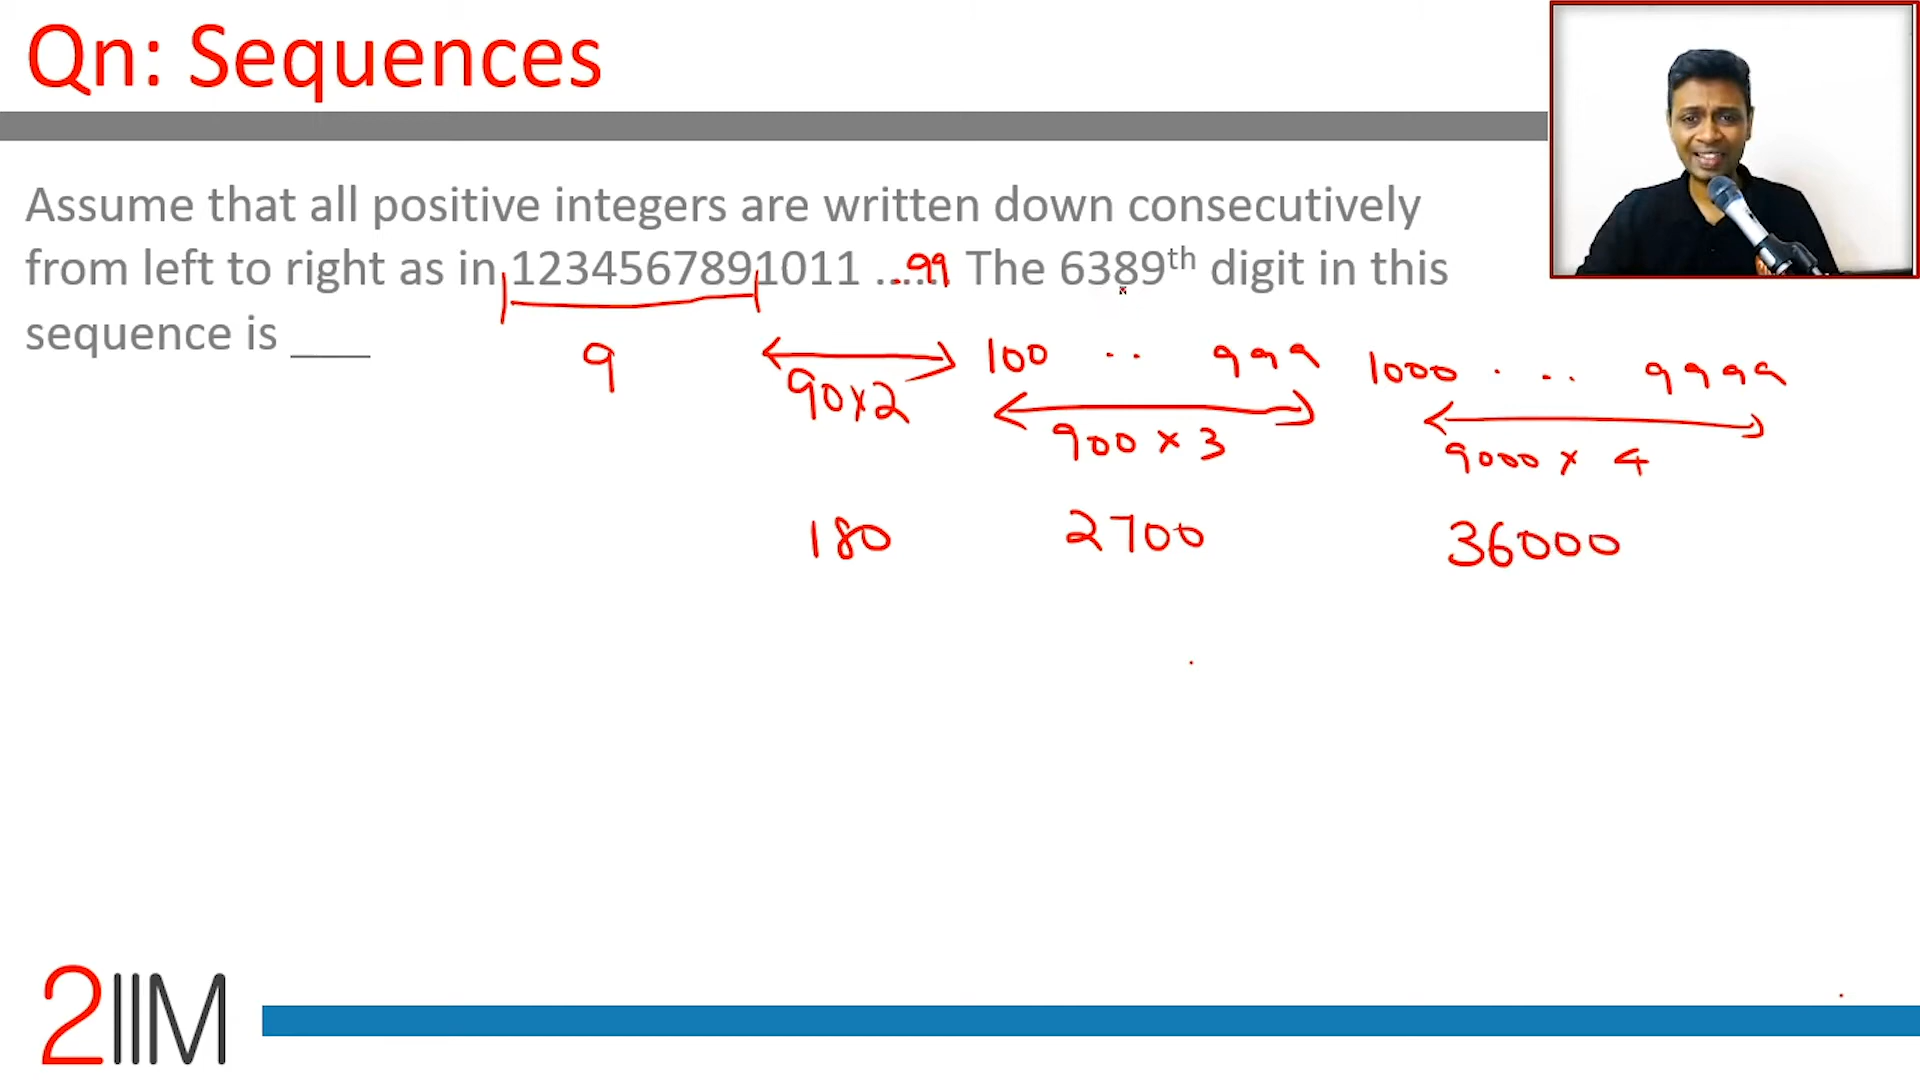 Qn: Sequences
Assume that all positive integers are written down consecutively
from left to right as in 1234567891011 ..99... The 6389th digit in this
sequence is ____
9
90×2
100 .. 999
900 × 3
1000 . .. 9999
9000 × 4
180 2700 36000
2IIM